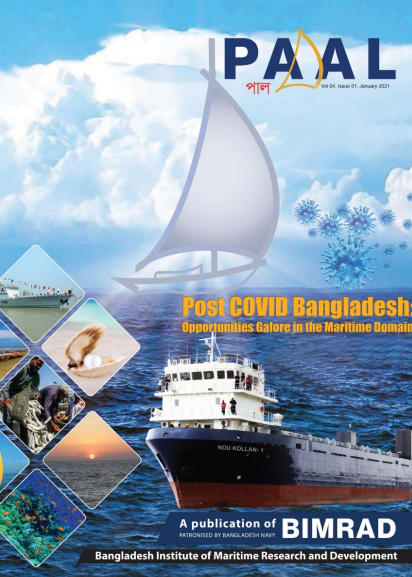 PAAL
পাল
Vol 04, Issue 01, January 2021
Post COVID Bangladesh:
Opportunities Galore in the Maritime Domain
NOU KOLLAN- 1
A publication of
PATRONISED BY BANGLADESH NAVY
BIMRAD
Bangladesh Institute of Maritime Research and Development